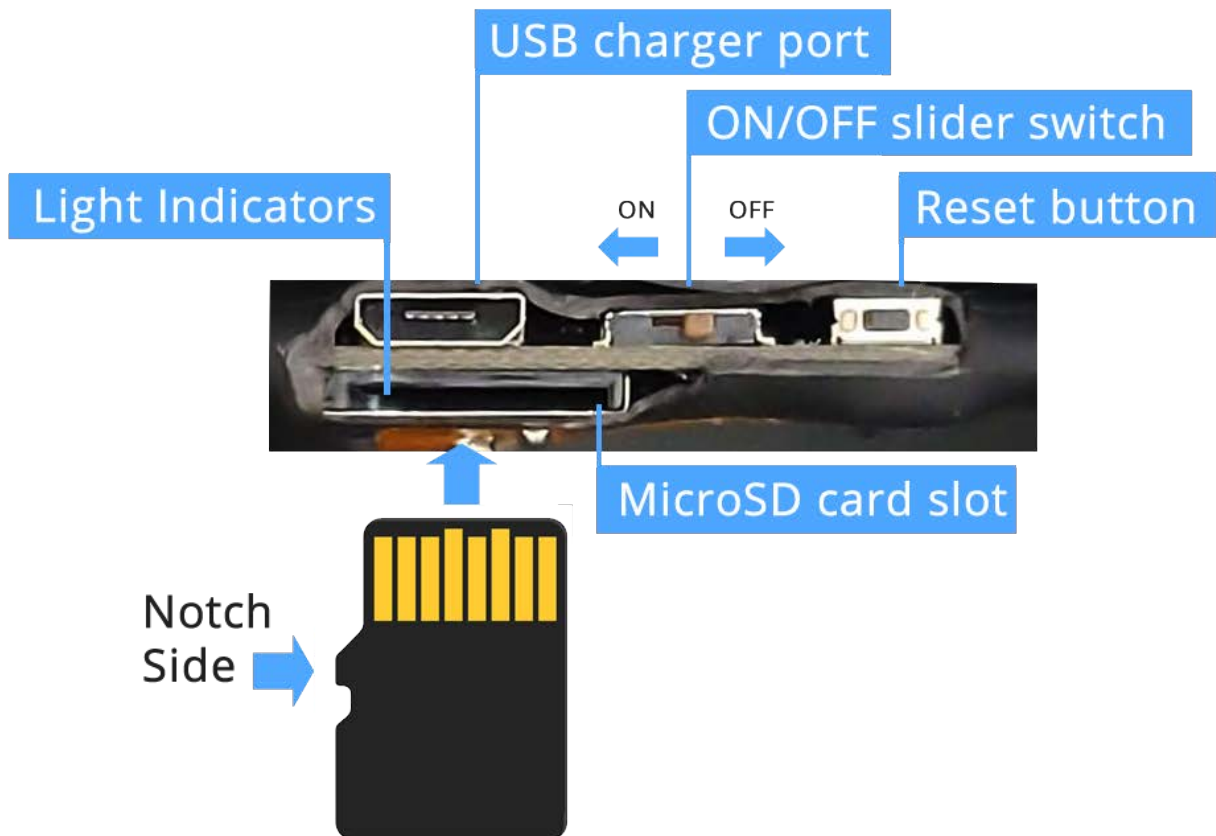 USB charger port
ON/OFF slider switch
Light Indicators
ON
OFF
Reset button
MicroSD card slot
Notch
Side